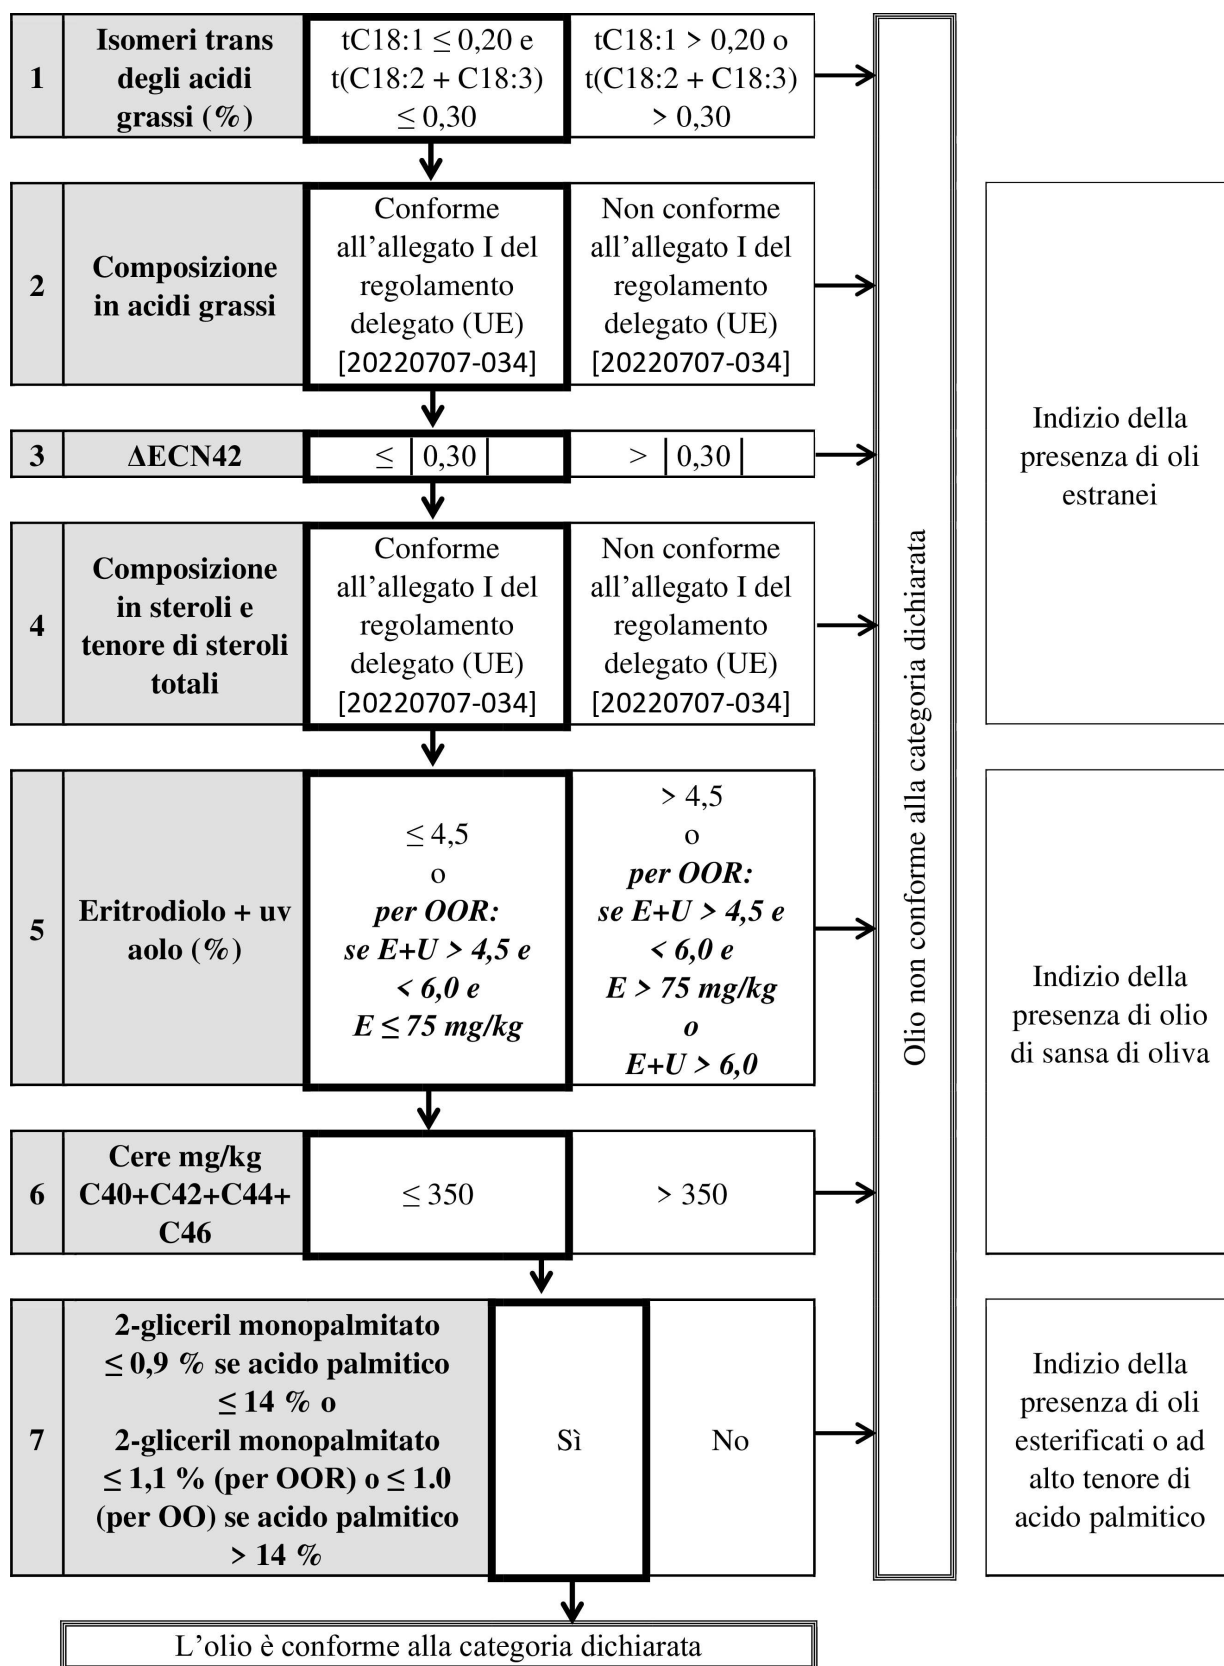 1
Isomeri trans
degli acidi
grassi (%)
tC18:1 ≤ 0,20 e
t(C18:2 + C18:3)
≤ 0,30
tC18:1 > 0,20 o
t(C18:2 + C18:3)
> 0,30
2
Composizione
in acidi grassi
Conforme
all’allegato I del
regolamento
delegato (UE)
[20220707-034]
Non conforme
all’allegato I del
regolamento
delegato (UE)
[20220707-034]
3
ΔECN42
≤ | 0,30 |
> | 0,30 |
4
Composizione
in steroli e
tenore di steroli
totali
Conforme
all’allegato I del
regolamento
delegato (UE)
[20220707-034]
Non conforme
all’allegato I del
regolamento
delegato (UE)
[20220707-034]
Indizio della
presenza di oli
estranei
5
Eritrodiolo + uv
aolo (%)
≤ 4,5
o
per OOR:
se E+U > 4,5 e
< 6,0 e
E ≤ 75 mg/kg
> 4,5
o
per OOR:
se E+U > 4,5 e
< 6,0 e
E > 75 mg/kg
o
E+U > 6,0
6
Cere mg/kg
C40+C42+C44+
C46
≤ 350
> 350
Indizio della
presenza di olio
di sansa di oliva
7
2-gliceril monopalmitato
≤ 0,9 % se acido palmitico
≤ 14 % o
2-gliceril monopalmitato
≤ 1,1 % (per OOR) o ≤ 1.0
(per OO) se acido palmitico
> 14 %
Sì
No
Indizio della
presenza di oli
esterificati o ad
alto tenore di
acido palmitico
Olio non conforme alla categoria dichiarata
L’olio è conforme alla categoria dichiarata